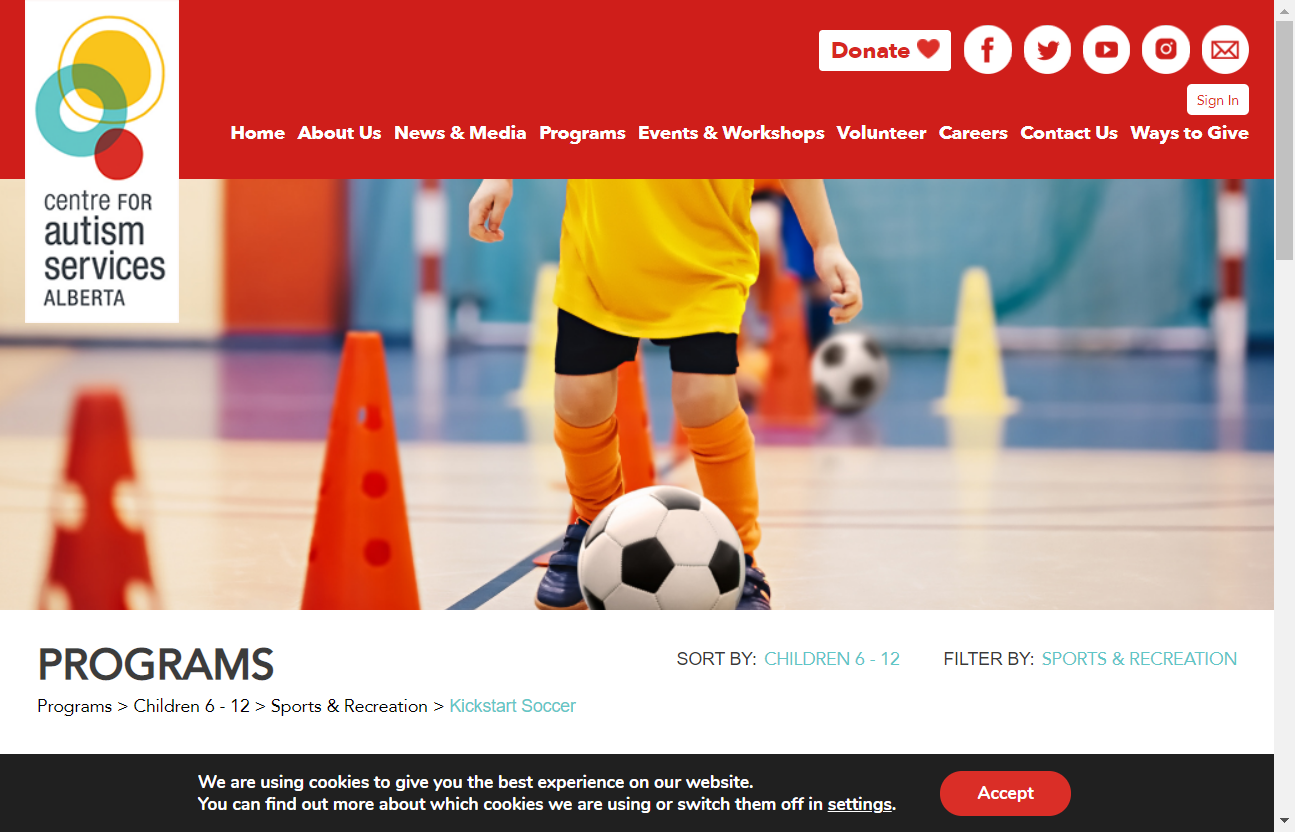 centre FOR
autism
services
ALBERTA
Donate
Sign In
Home About Us News & Media Programs Events & Workshops Volunteer Careers Contact Us Ways to Give
PROGRAMS
SORT BY: CHILDREN 6 - 12 FILTER BY: SPORTS & RECREATION
Programs > Children 6 - 12 > Sports & Recreation > Kickstart Soccer
We are using cookies to give you the best experience on our website.
You can find out more about which cookies we are using or switch them off in settings.
Accept